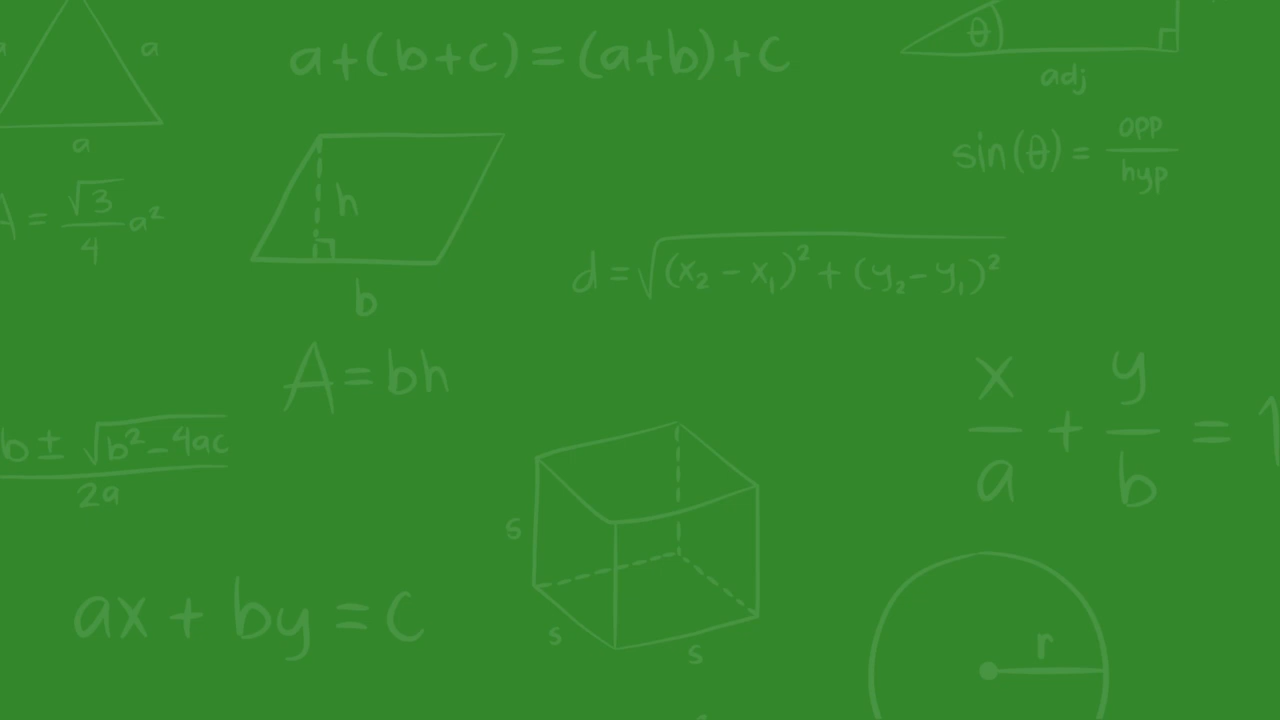 a
a
a+(b+c)=(a+b)+c
θ
adj
sin(θ) = opp/hyp
A = √3/4 a²
h
b
d = √(x₂ - x₁)² + (y₂ - y₁)²
A = bh
x/a + y/b = 1
b ± √b² - 4ac
2a
s
s
s
ax + by = c
r